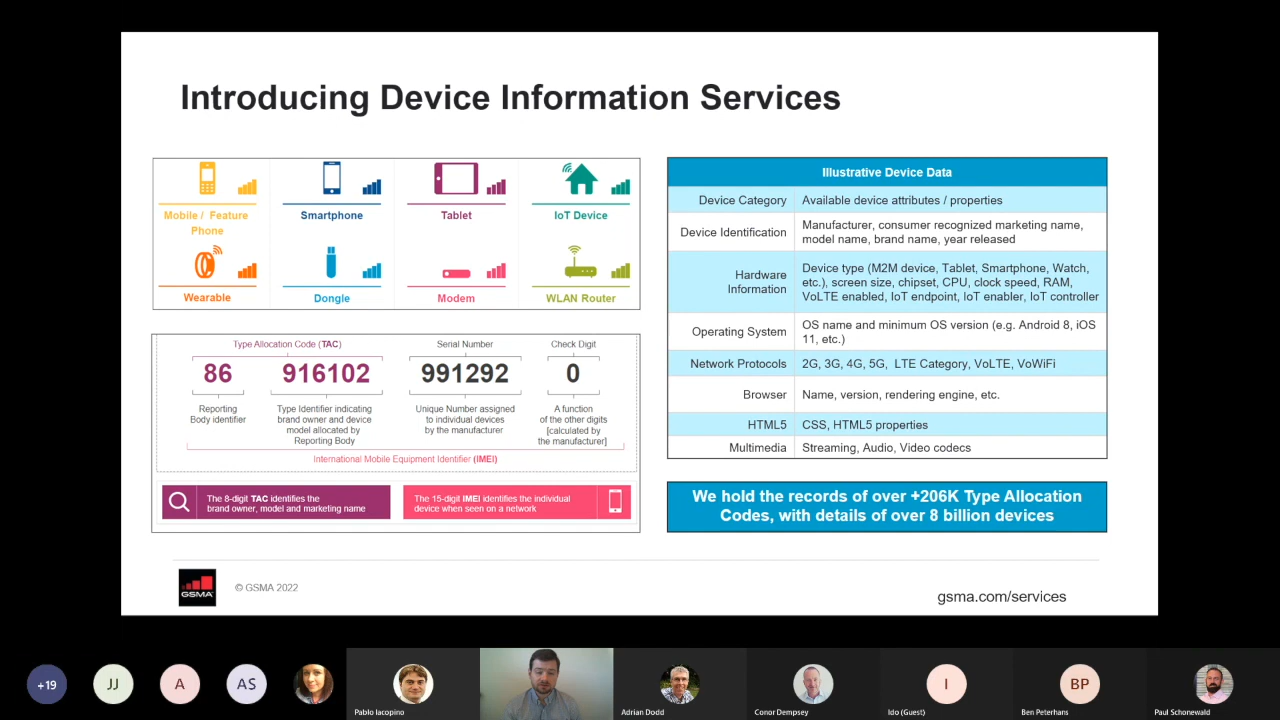 Introducing Device Information Services
Mobile / Feature
Phone
Smartphone
Tablet
IoT Device
Wearable
Dongle
Modem
WLAN Router
Type Allocation Code (TAC)
Serial Number
Check Digit
86
916102
991292
0
Reporting
Body identifier
Type Identifier indicating
brand owner and device
model allocated by
Reporting Body
Unique Number assigned
to individual devices
by the manufacturer
A function
of the other digits
[calculated by
the manufacturer]
International Mobile Equipment Identifier (IMEI)
The 8-digit TAC identifies the
brand owner, model and marketing name
The 15-digit IMEI identifies the individual
device when seen on a network
Illustrative Device Data
Device Category
Available device attributes / properties
Device Identification
Manufacturer, consumer recognized marketing name,
model name, brand name, year released
Hardware
Information
Device type (M2M device, Tablet, Smartphone, Watch,
etc.), screen size, chipset, CPU, clock speed, RAM,
VoLTE enabled, IoT endpoint, IoT enabler, IoT controller
Operating System
OS name and minimum OS version (e.g. Android 8, iOS
11, etc.)
Network Protocols
2G, 3G, 4G, 5G, LTE Category, VoLTE, VoWiFi
Browser
Name, version, rendering engine, etc.
HTML5
CSS, HTML5 properties
Multimedia
Streaming, Audio, Video codecs
We hold the records of over +206K Type Allocation
Codes, with details of over 8 billion devices
GSMA
© GSMA 2022
gsma.com/services
+19
JJ
A
AS
Pablo Iacopino
Adrian Dodd
Conor Dempsey
I
Ido (Guest)
BP
Ben Peterhans
Paul Schonewald